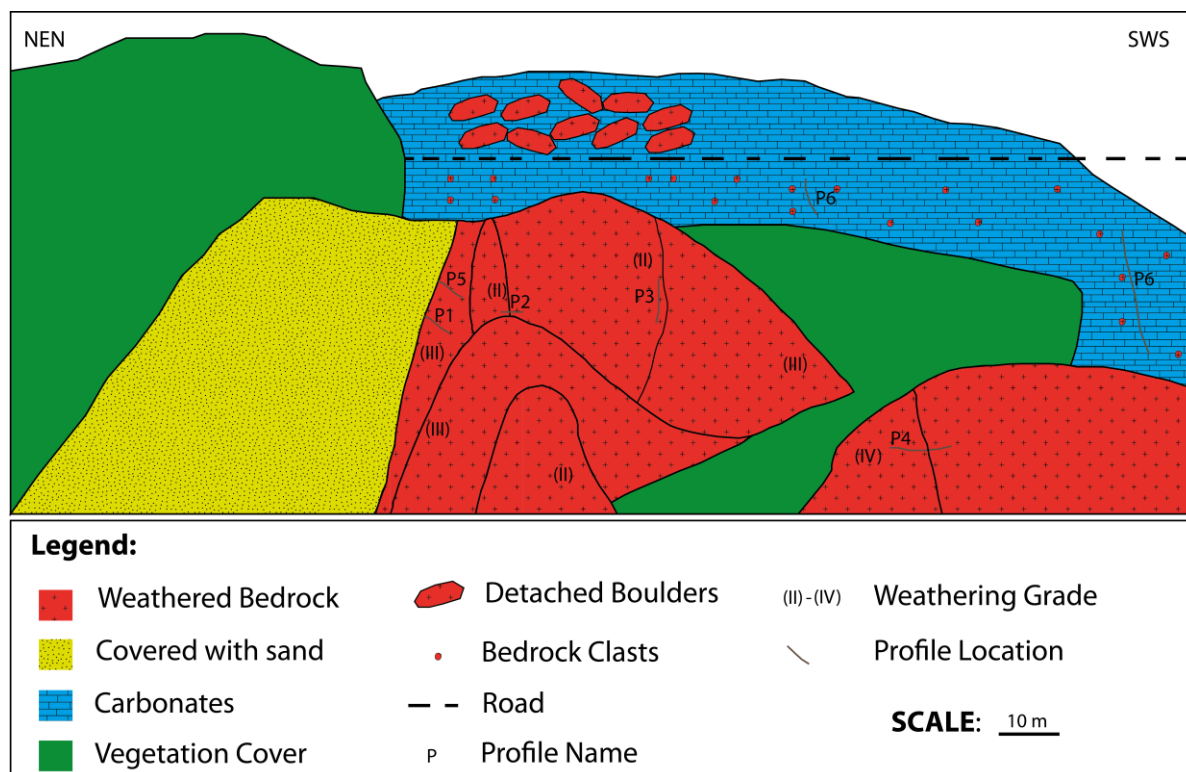 NEN
SWS
P6
(II)
P5
P3
P6
(II)
P2
P1
(III)
(III)
(III)
P4
(IV)
(II)
Legend:
Weathered Bedrock
Detached Boulders
(II)-(IV) Weathering Grade
Covered with sand
Bedrock Clasts
Profile Location
Carbonates
Road
SCALE: 10 m
Vegetation Cover
P Profile Name